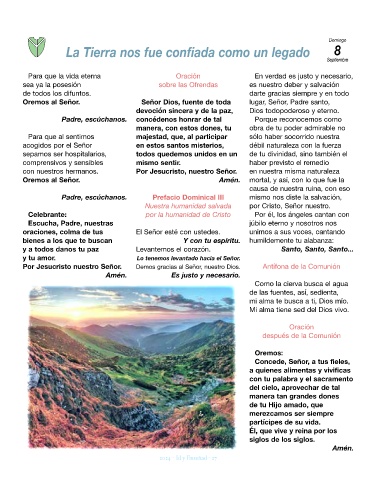 Domingo
8
Septiembre
La Tierra nos fue confiada como un legado
Para que la vida eterna
sea ya la posesión
de todos los difuntos.
Oremos al Señor.
Padre, escúchanos.
Para que al sentirnos
acogidos por el Señor
sepamos ser hospitalarios,
comprensivos y sensibles
con nuestros hermanos.
Oremos al Señor.
Padre, escúchanos.
Celebrante:
Escucha, Padre, nuestras
oraciones, colma de tus
bienes a los que te buscan
y a todos danos tu paz
y tu amor.
Por Jesucristo nuestro Señor.
Amén.
Oración
sobre las Ofrendas
Señor Dios, fuente de toda
devoción sincera y de la paz,
concédenos honrar de tal
manera, con estos dones, tu
majestad, que, al participar
en estos santos misterios,
todos quedemos unidos en un
mismo sentir.
Por Jesucristo, nuestro Señor.
Amén.
Prefacio Dominical III
Nuestra humanidad salvada
por la humanidad de Cristo
El Señor esté con ustedes.
Y con tu espíritu.
Levantemos el corazón.
Lo tenemos levantado hacia el Señor.
Demos gracias al Señor, nuestro Dios.
Es justo y necesario.
En verdad es justo y necesario,
es nuestro deber y salvación
darte gracias siempre y en todo
lugar, Señor, Padre santo,
Dios todopoderoso y eterno.
Porque reconocemos como
obra de tu poder admirable no
sólo haber socorrido nuestra
débil naturaleza con la fuerza
de tu divinidad, sino también el
haber previsto el remedio
en nuestra misma naturaleza
mortal, y así, con lo que fue la
causa de nuestra ruina, con eso
mismo nos diste la salvación,
por Cristo, Señor nuestro.
Por él, los ángeles cantan con
júbilo eterno y nosotros nos
unimos a sus voces, cantando
humildemente tu alabanza:
Santo, Santo, Santo...
Antífona de la Comunión
Como la cierva busca el agua
de las fuentes, así, sedienta,
mi alma te busca a ti, Dios mío.
Mi alma tiene sed del Dios vivo.
Oración
después de la Comunión
Oremos:
Concede, Señor, a tus fieles,
a quienes alimentas y vivificas
con tu palabra y el sacramento
del cielo, aprovechar de tal
manera tan grandes dones
de tu Hijo amado, que
merezcamos ser siempre
partícipes de su vida.
Él, que vive y reina por los
siglos de los siglos.
Amén.